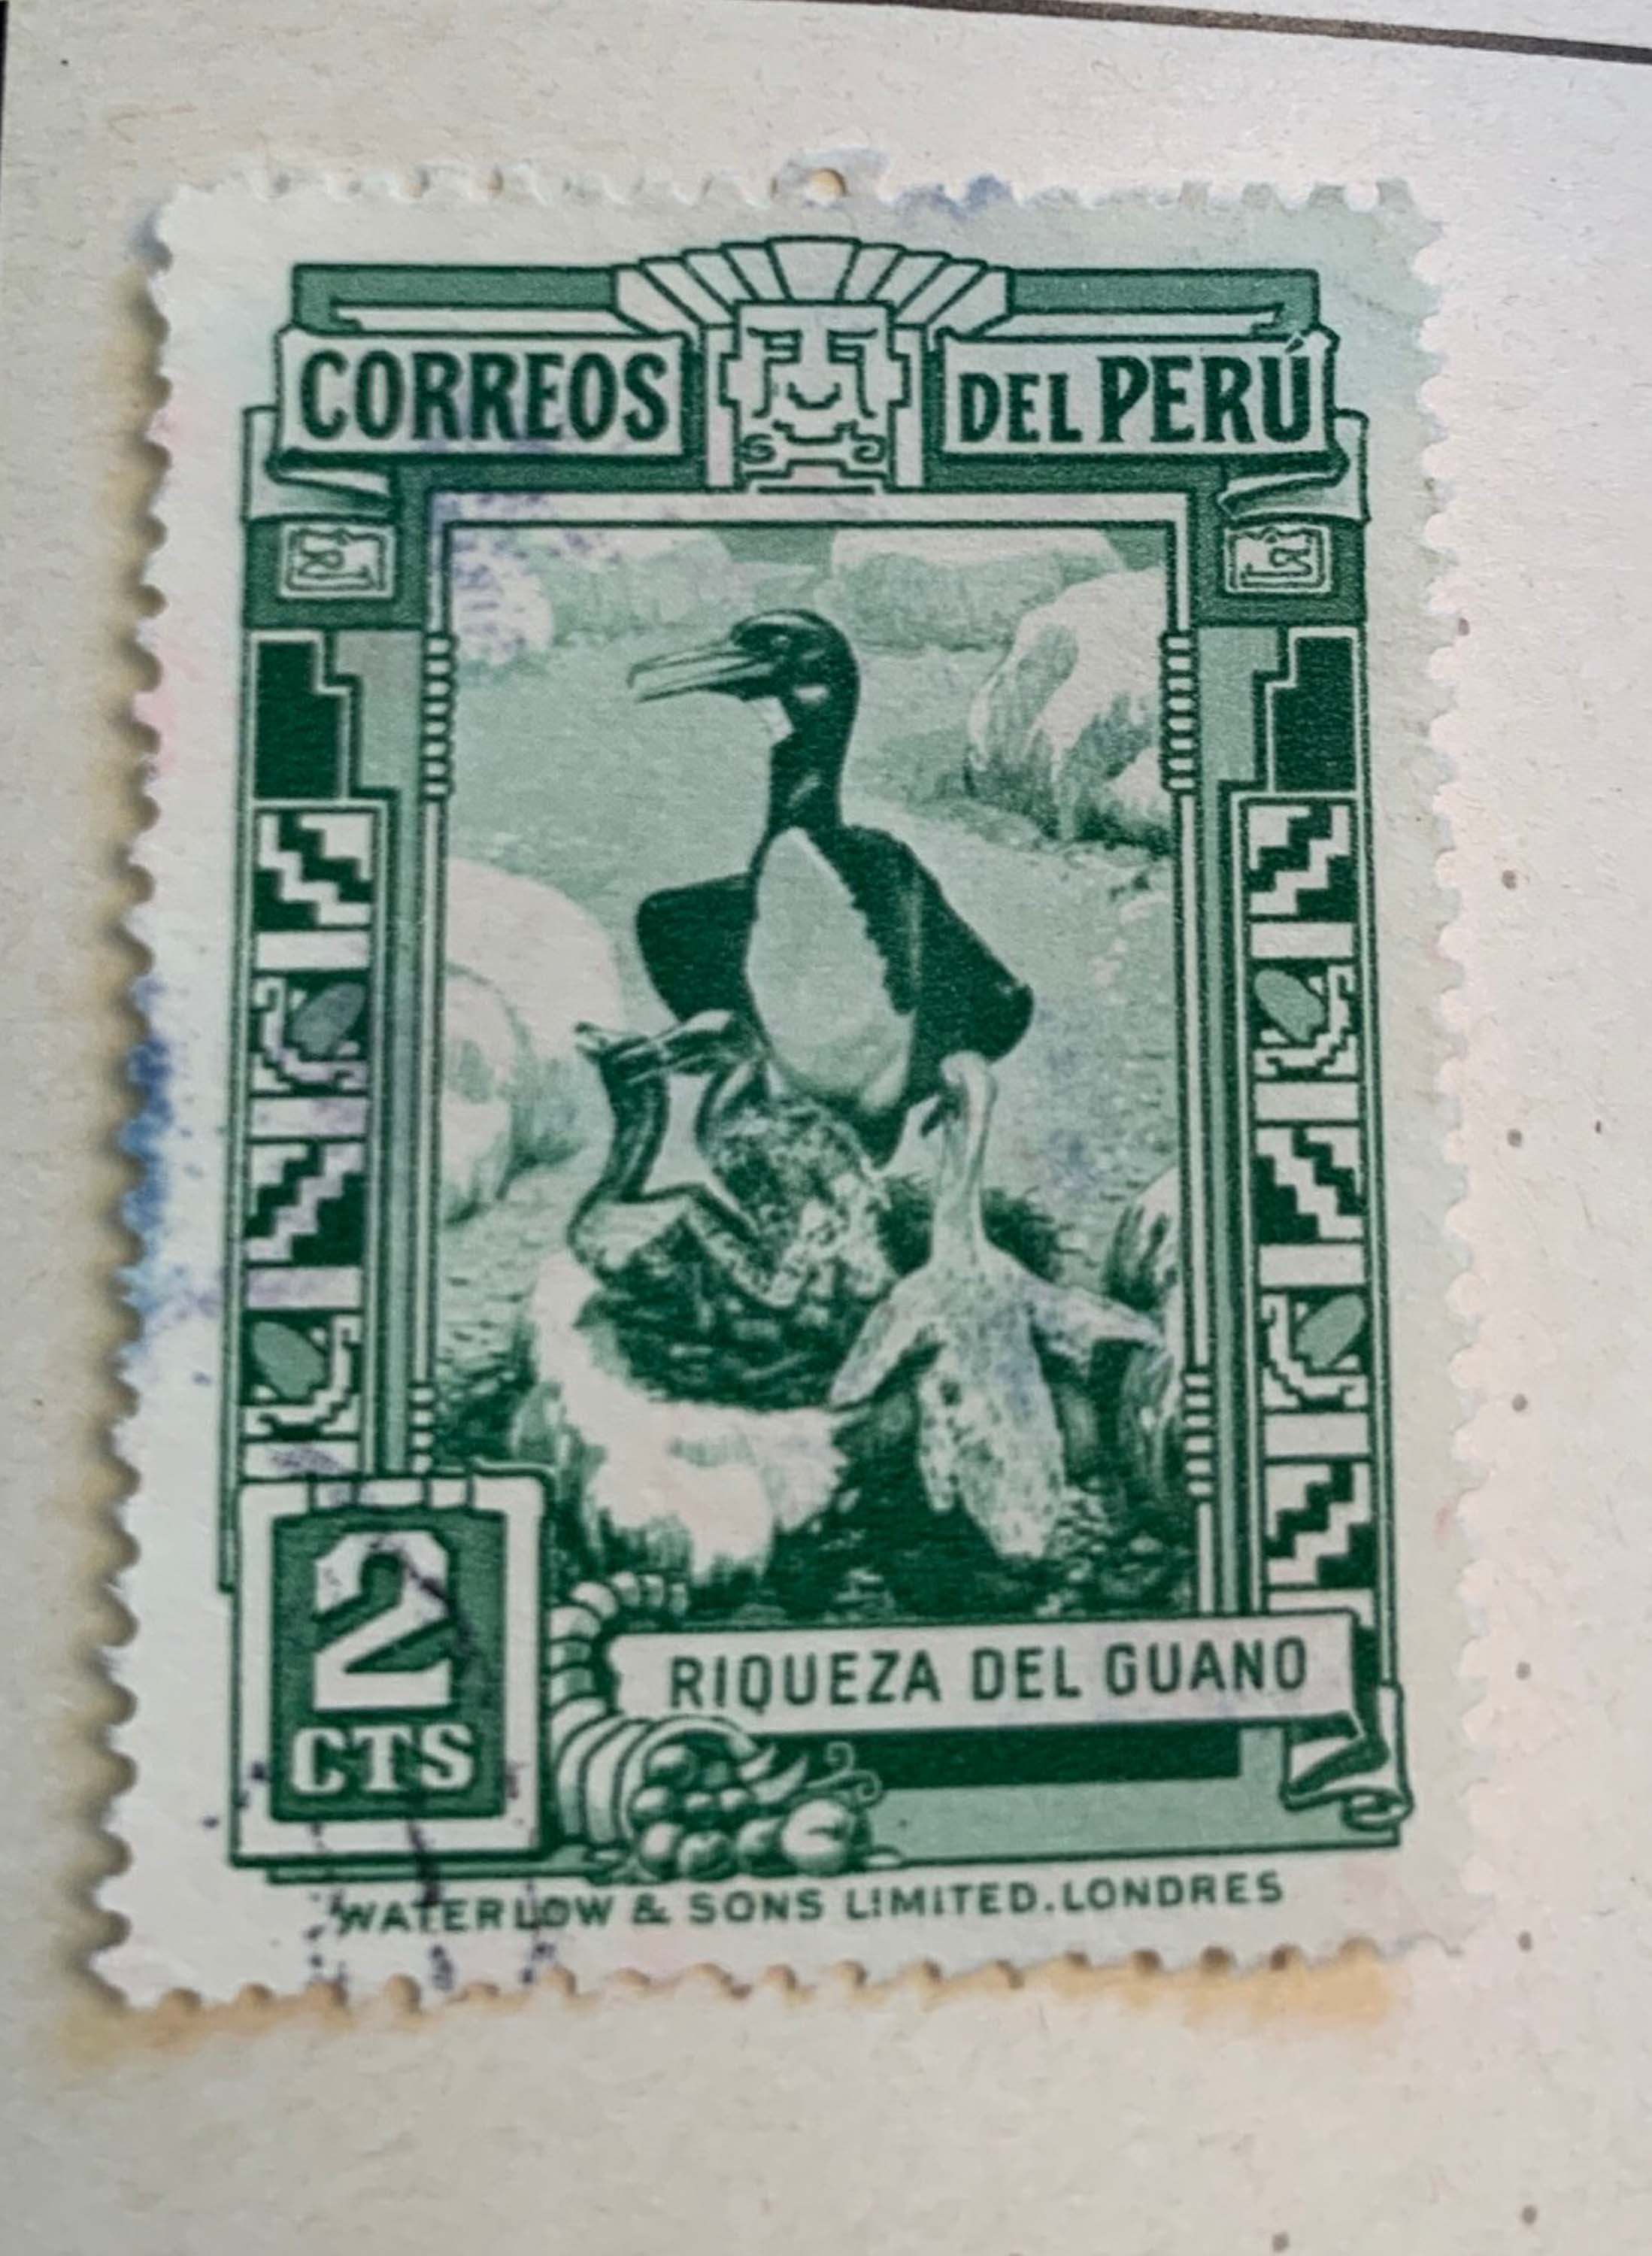 CORREOS DEL PERÚ
2
CTS
RIQUEZA DEL GUANO
WATERLOW & SONS LIMITED. LONDRES